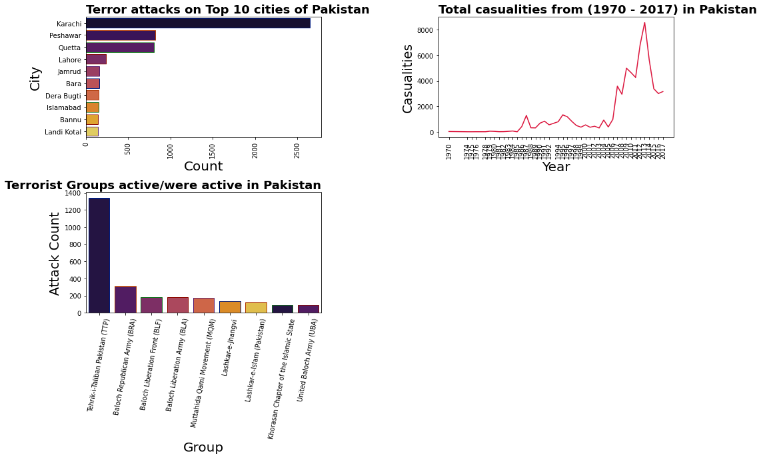 Terror attacks on Top 10 cities of Pakistan
Karachi
Peshawar
Quetta
Lahore
Jamrud
Bara
Dera Bugti
Islamabad
Bannu
Landi Kotal
City
0 500 1000 1500 2000 2500
Count
Total casualities from (1970 - 2017) in Pakistan
8000
6000
4000
2000
0
Casualities
1970 1974 1975 1976 1978
2017
Year
Terrorist Groups active/were active in Pakistan
1400
1200
1000
800
600
400
200
0
Attack Count
Tehrik-i-Taliban Pakistan (TTP)
Baloch Republican Army (BRA)
Baloch Liberation Front (BLF)
Baloch Liberation Army (BLA)
Muttahida Qami Movement (MQM)
Lashkar-e-Jhangvi
Lashkar-e-Islam (Pakistan)
Khorasan Chapter of the Islamic State
United Baloch Army (UBA)
Group